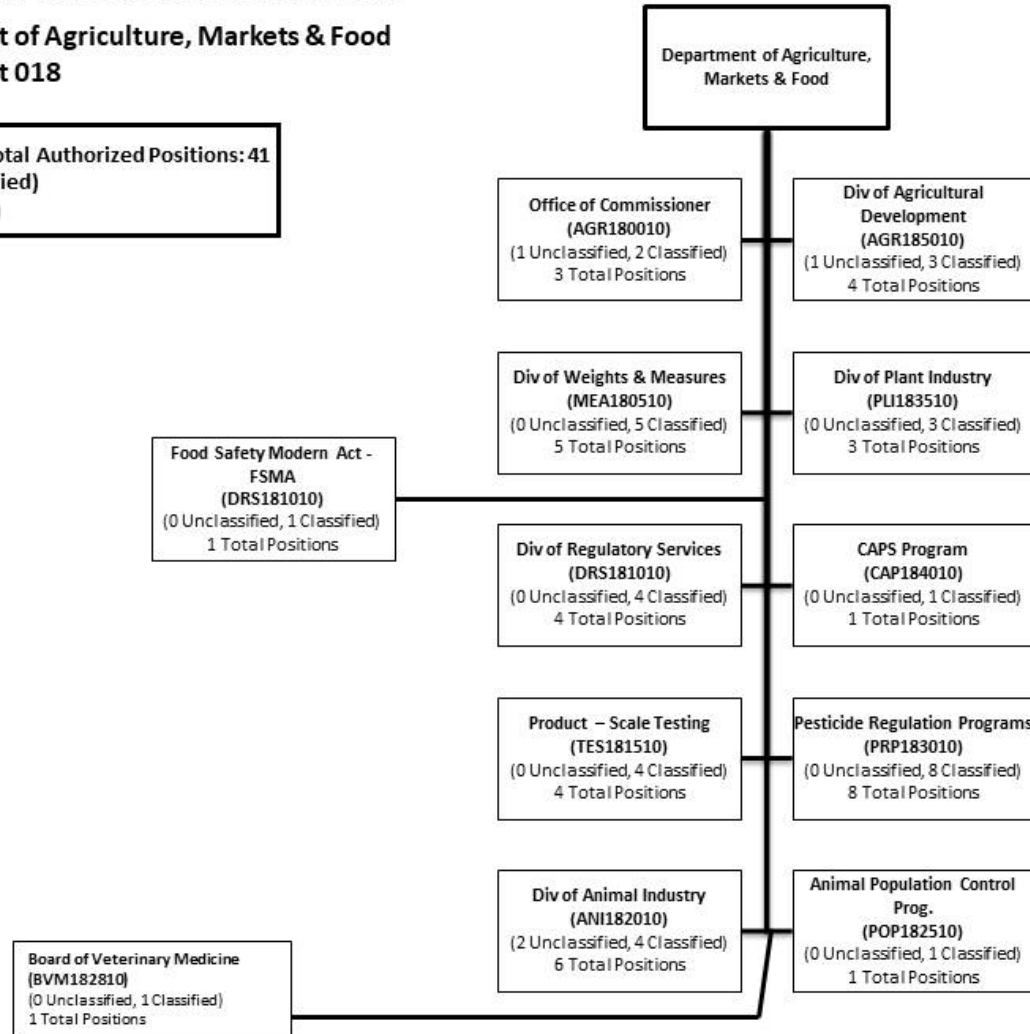 t of Agriculture, Markets & Food
t 018
Department of Agriculture,
Markets & Food
otal Authorized Positions: 41
ied)
Office of Commissioner
(AGR180010)
(1 Unclassified, 2 Classified)
3 Total Positions
Div of Agricultural
Development
(AGR185010)
(1 Unclassified, 3 Classified)
4 Total Positions
Div of Weights & Measures
(MEA180510)
(0 Unclassified, 5 Classified)
5 Total Positions
Div of Plant Industry
(PLI183510)
(0 Unclassified, 3 Classified)
3 Total Positions
Food Safety Modern Act -
FSMA
(DRS181010)
(0 Unclassified, 1 Classified)
1 Total Positions
Div of Regulatory Services
(DRS181010)
(0 Unclassified, 4 Classified)
4 Total Positions
CAPS Program
(CAP184010)
(0 Unclassified, 1 Classified)
1 Total Positions
Product – Scale Testing
(TES181510)
(0 Unclassified, 4 Classified)
4 Total Positions
Pesticide Regulation Programs
(PRP183010)
(0 Unclassified, 8 Classified)
8 Total Positions
Div of Animal Industry
(ANI182010)
(2 Unclassified, 4 Classified)
6 Total Positions
Animal Population Control
Prog.
(POP182510)
(0 Unclassified, 1 Classified)
1 Total Positions
Board of Veterinary Medicine
(BVM182810)
(0 Unclassified, 1 Classified)
1 Total Positions